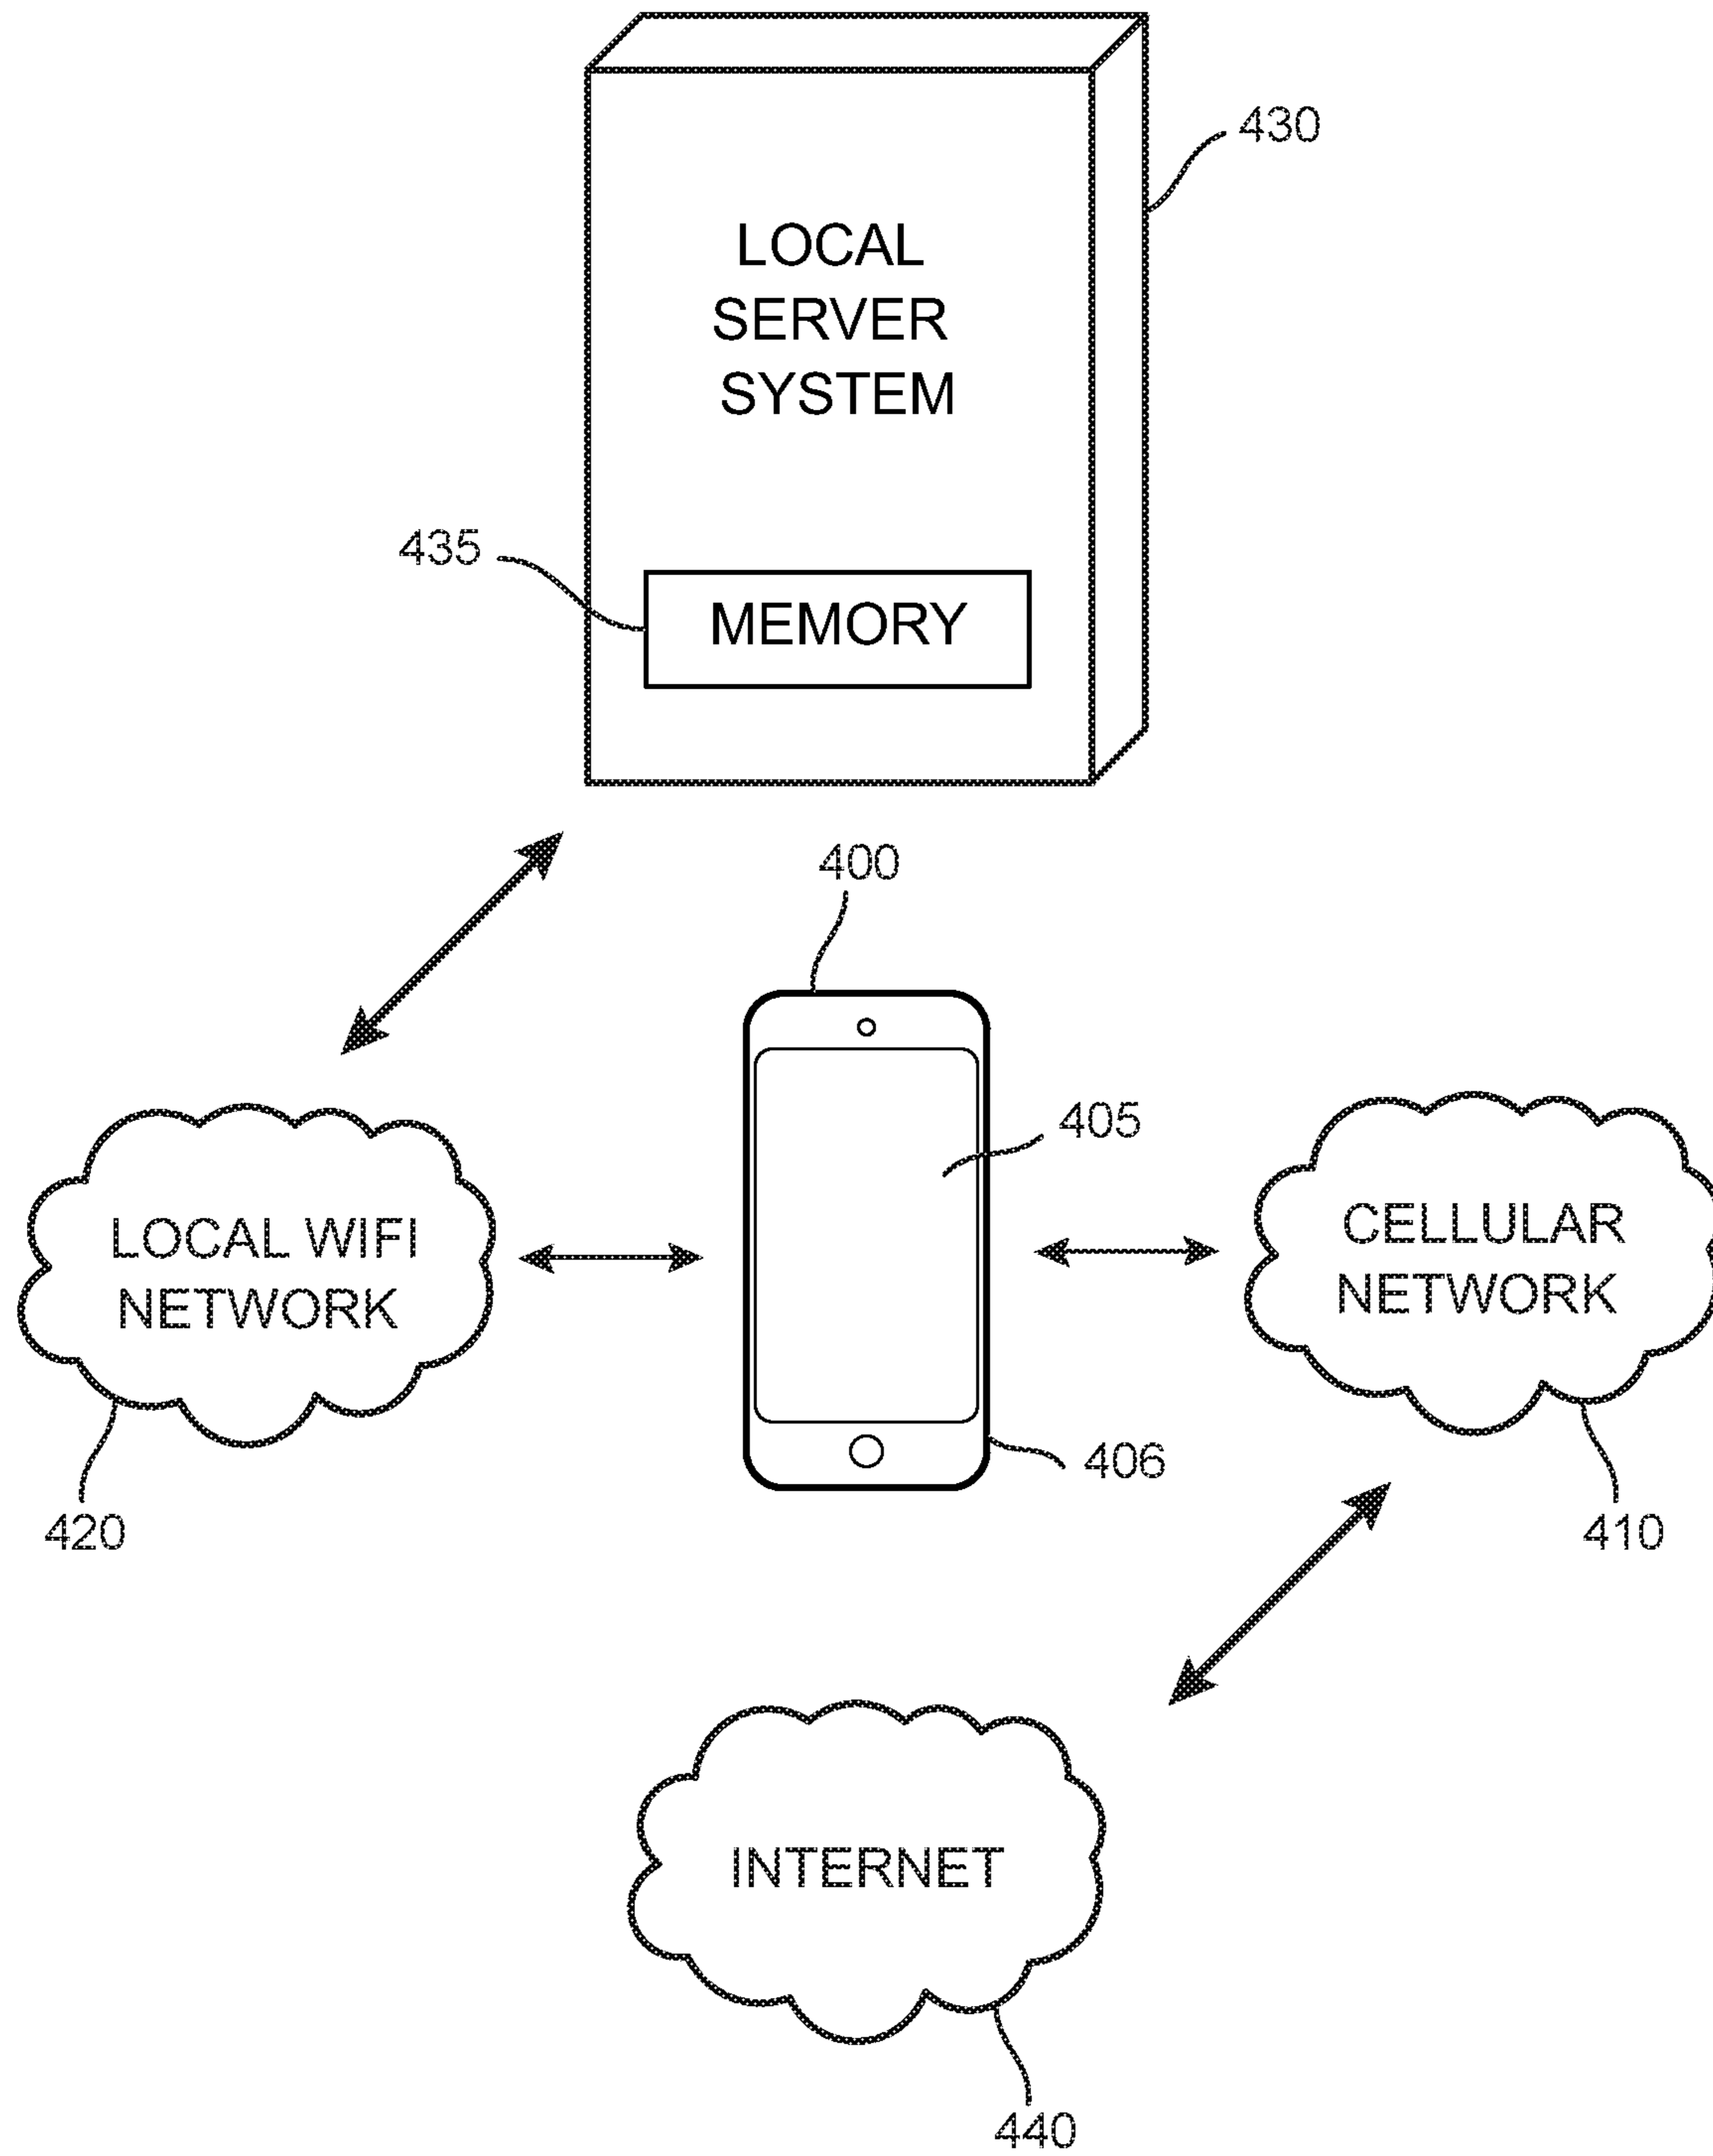 430
LOCAL
SERVER
SYSTEM
435
MEMORY
400
405
LOCAL WIFI
NETWORK
CELLULAR
NETWORK
406
420
410
INTERNET
440